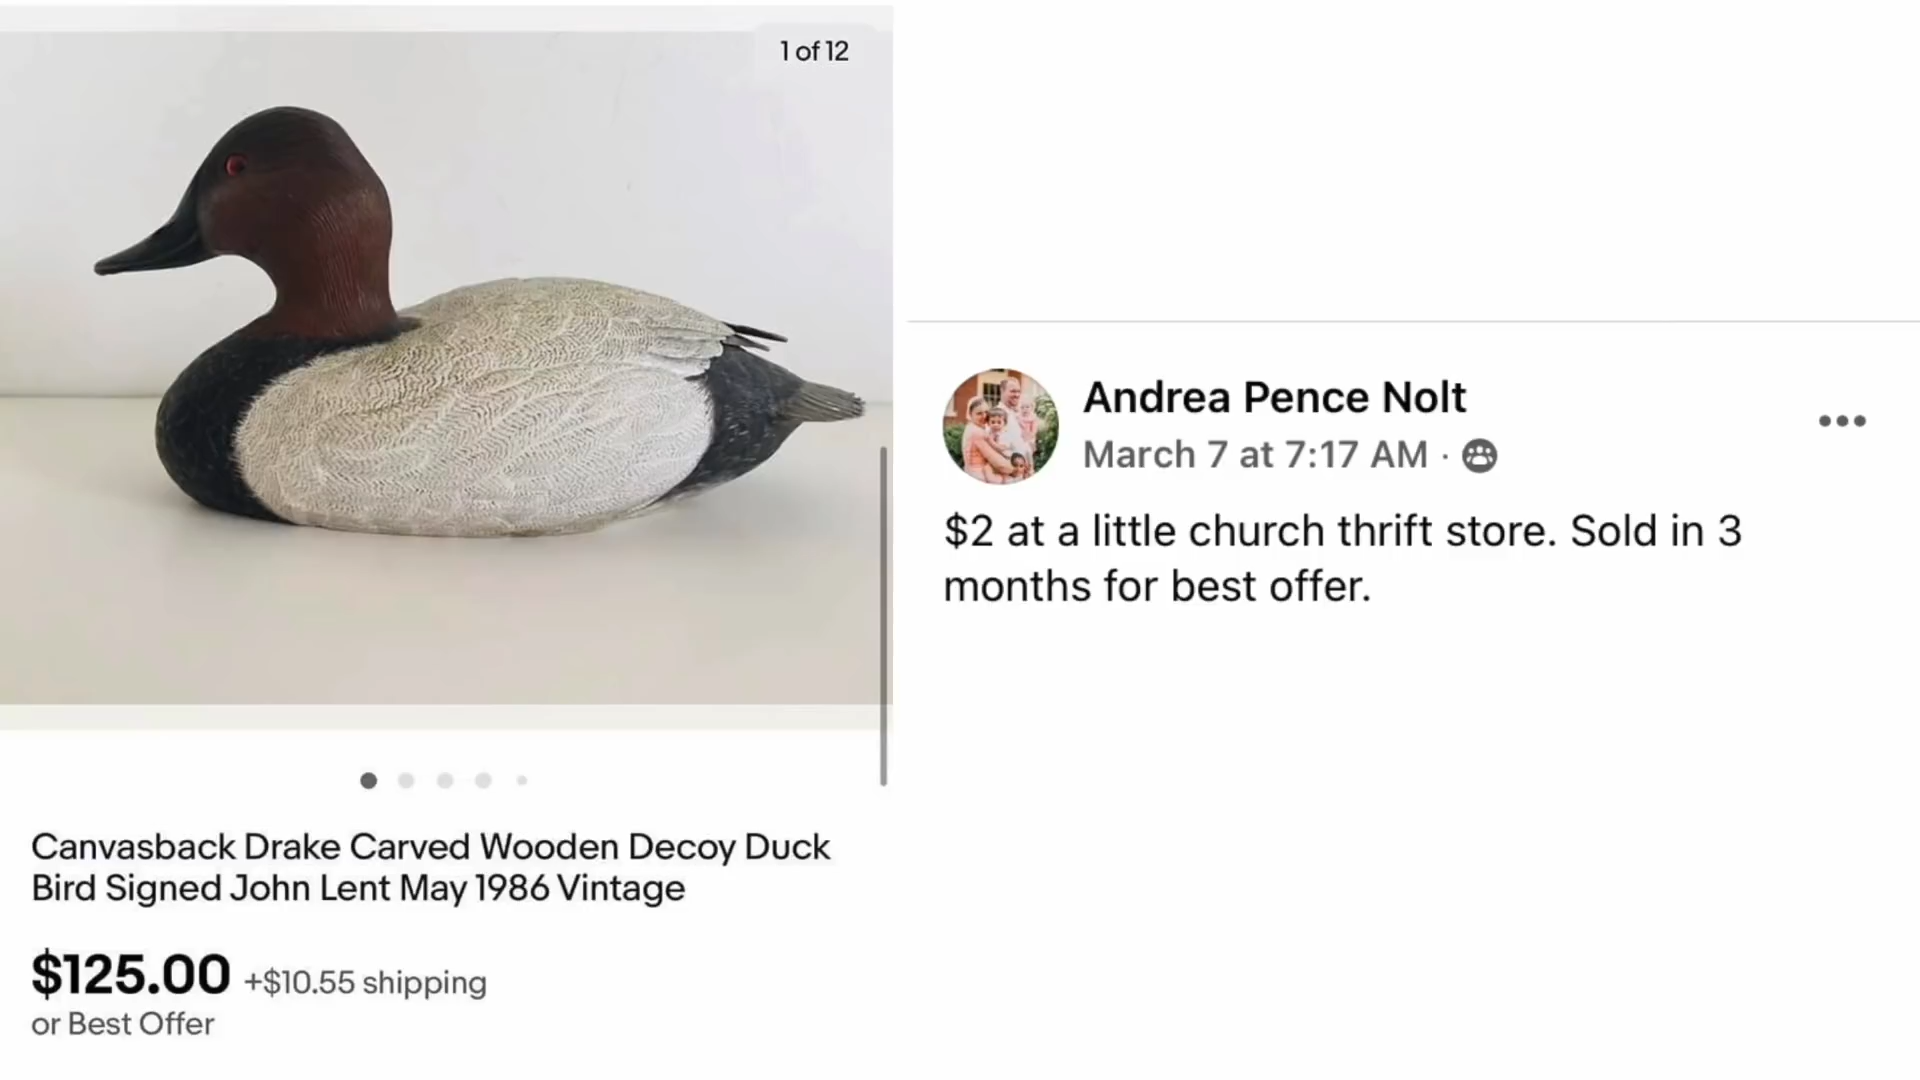 1 of 12
Canvasback Drake Carved Wooden Decoy Duck
Bird Signed John Lent May 1986 Vintage
$125.00 +$10.55 shipping
or Best Offer
Andrea Pence Nolt
March 7 at 7:17 AM ·
$2 at a little church thrift store. Sold in 3
months for best offer.